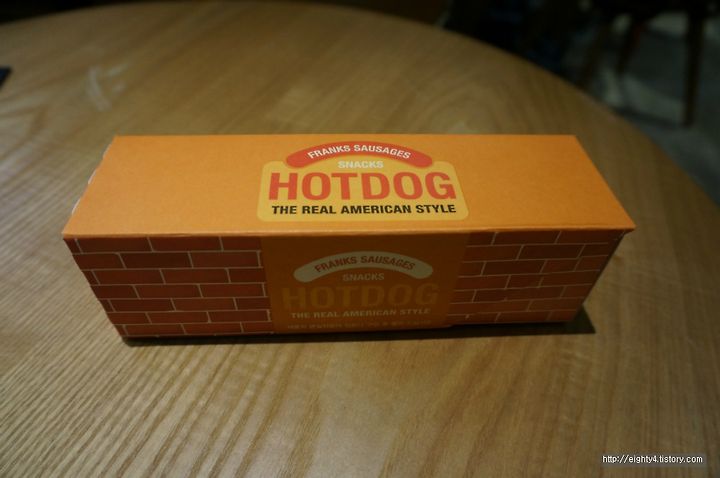 FRANKS SAUSAGES
SNACKS
HOTDOG
THE REAL AMERICAN STYLE
FRANKS SAUSAGES
SNACKS
HOTDOG
THE REAL AMERICAN STYLE
http://eighty4.tistory.com